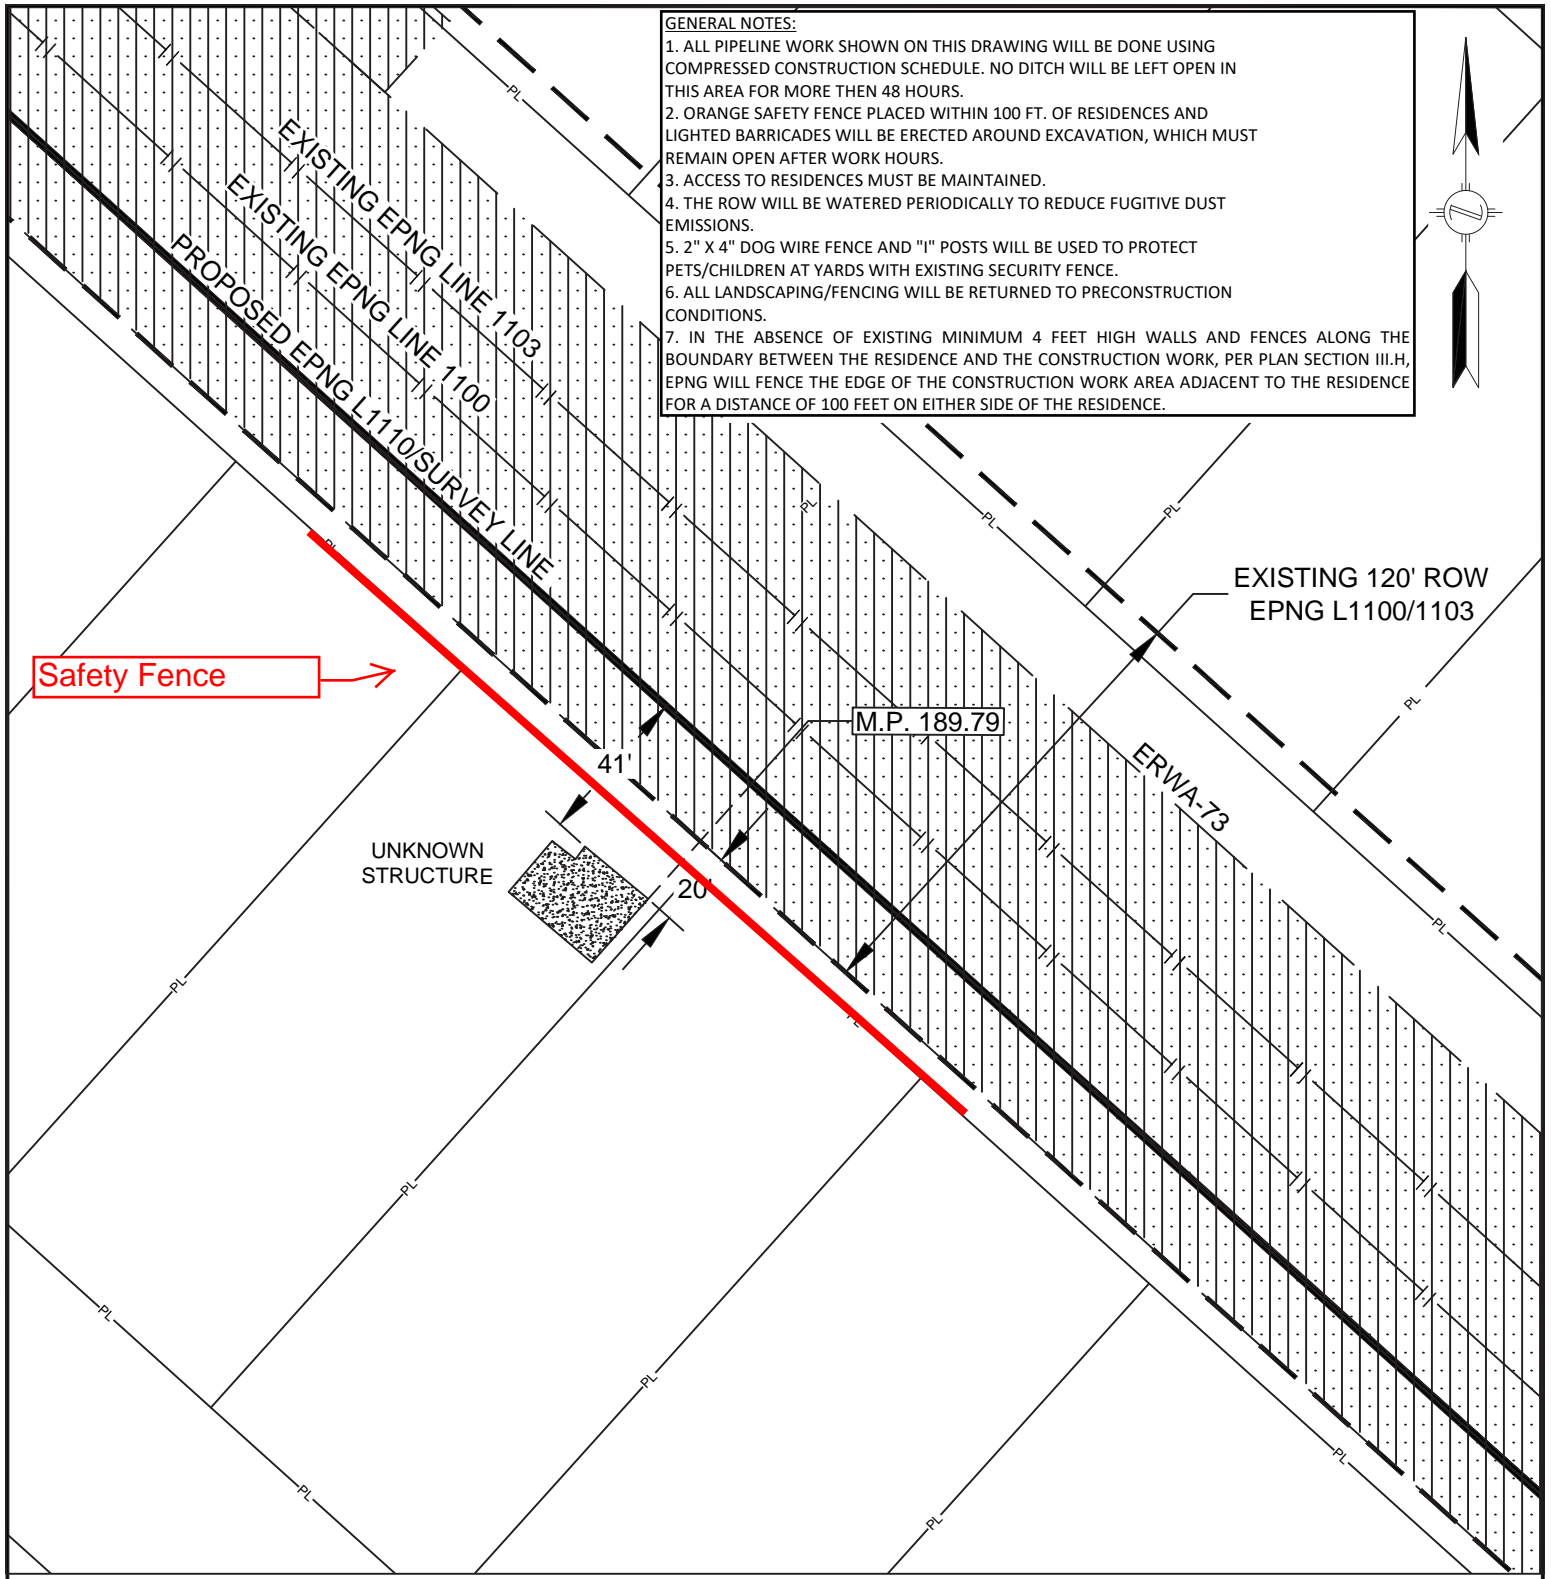 GENERAL NOTES:
1. ALL PIPELINE WORK SHOWN ON THIS DRAWING WILL BE DONE USING
COMPRESSED CONSTRUCTION SCHEDULE. NO DITCH WILL BE LEFT OPEN IN
THIS AREA FOR MORE THEN 48 HOURS.
2. ORANGE SAFETY FENCE PLACED WITHIN 100 FT. OF RESIDENCES AND
LIGHTED BARRICADES WILL BE ERECTED AROUND EXCAVATION, WHICH MUST
REMAIN OPEN AFTER WORK HOURS.
3. ACCESS TO RESIDENCES MUST BE MAINTAINED.
4. THE ROW WILL BE WATERED PERIODICALLY TO REDUCE FUGITIVE DUST
EMISSIONS.
5. 2" X 4" DOG WIRE FENCE AND "I" POSTS WILL BE USED TO PROTECT
PETS/CHILDREN AT YARDS WITH EXISTING SECURITY FENCE.
6. ALL LANDSCAPING/FENCING WILL BE RETURNED TO PRECONSTRUCTION
CONDITIONS.
7. IN THE ABSENCE OF EXISTING MINIMUM 4 FEET HIGH WALLS AND FENCES ALONG THE
BOUNDARY BETWEEN THE RESIDENCE AND THE CONSTRUCTION WORK, PER PLAN SECTION III.H,
EPNG WILL FENCE THE EDGE OF THE CONSTRUCTION WORK AREA ADJACENT TO THE RESIDENCE
FOR A DISTANCE OF 100 FEET ON EITHER SIDE OF THE RESIDENCE.
PL
EXISTING EPNG LINE 1103
EXISTING EPNG LINE 1100
PROPOSED EPNG L1110/SURVEY LINE
PL
PL
PL
PL
EXISTING 120' ROW
EPNG L1100/1103
Safety Fence
PL
M.P. 189.79
41'
ERWA-73
UNKNOWN
STRUCTURE
20'
PL
PL
PL
PL
PL
PL
PL
PL
PL